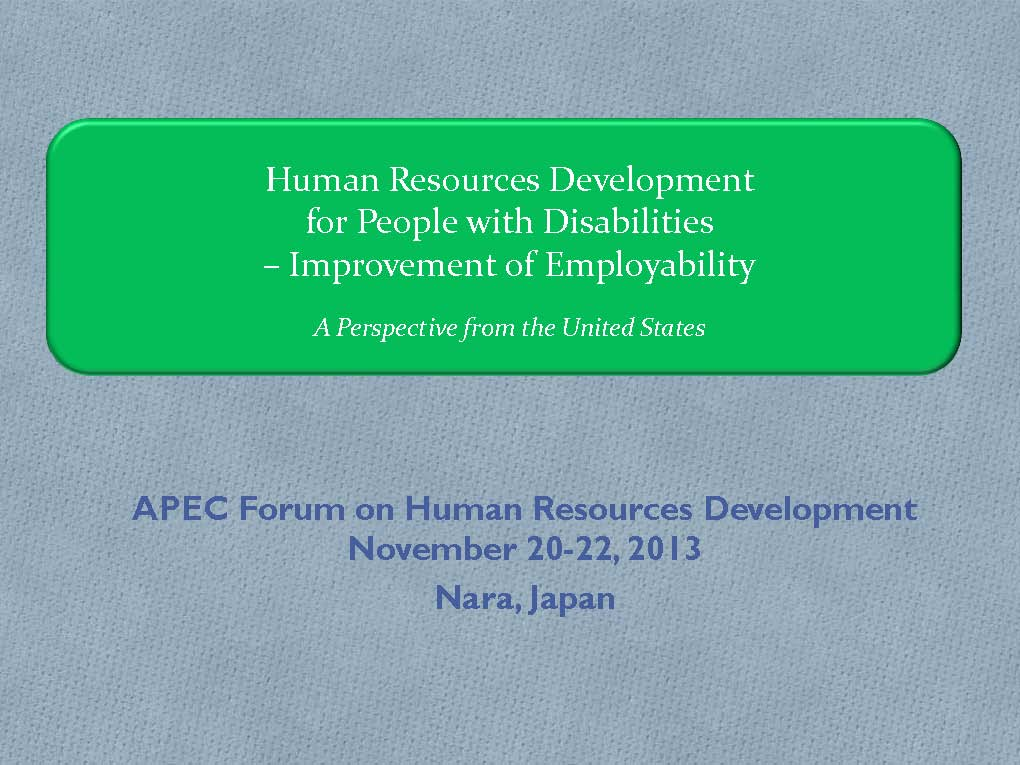 Human Resources Development
for People with Disabilities
– Improvement of Employability
A Perspective from the United States
APEC Forum on Human Resources Development
November 20-22, 2013
Nara, Japan